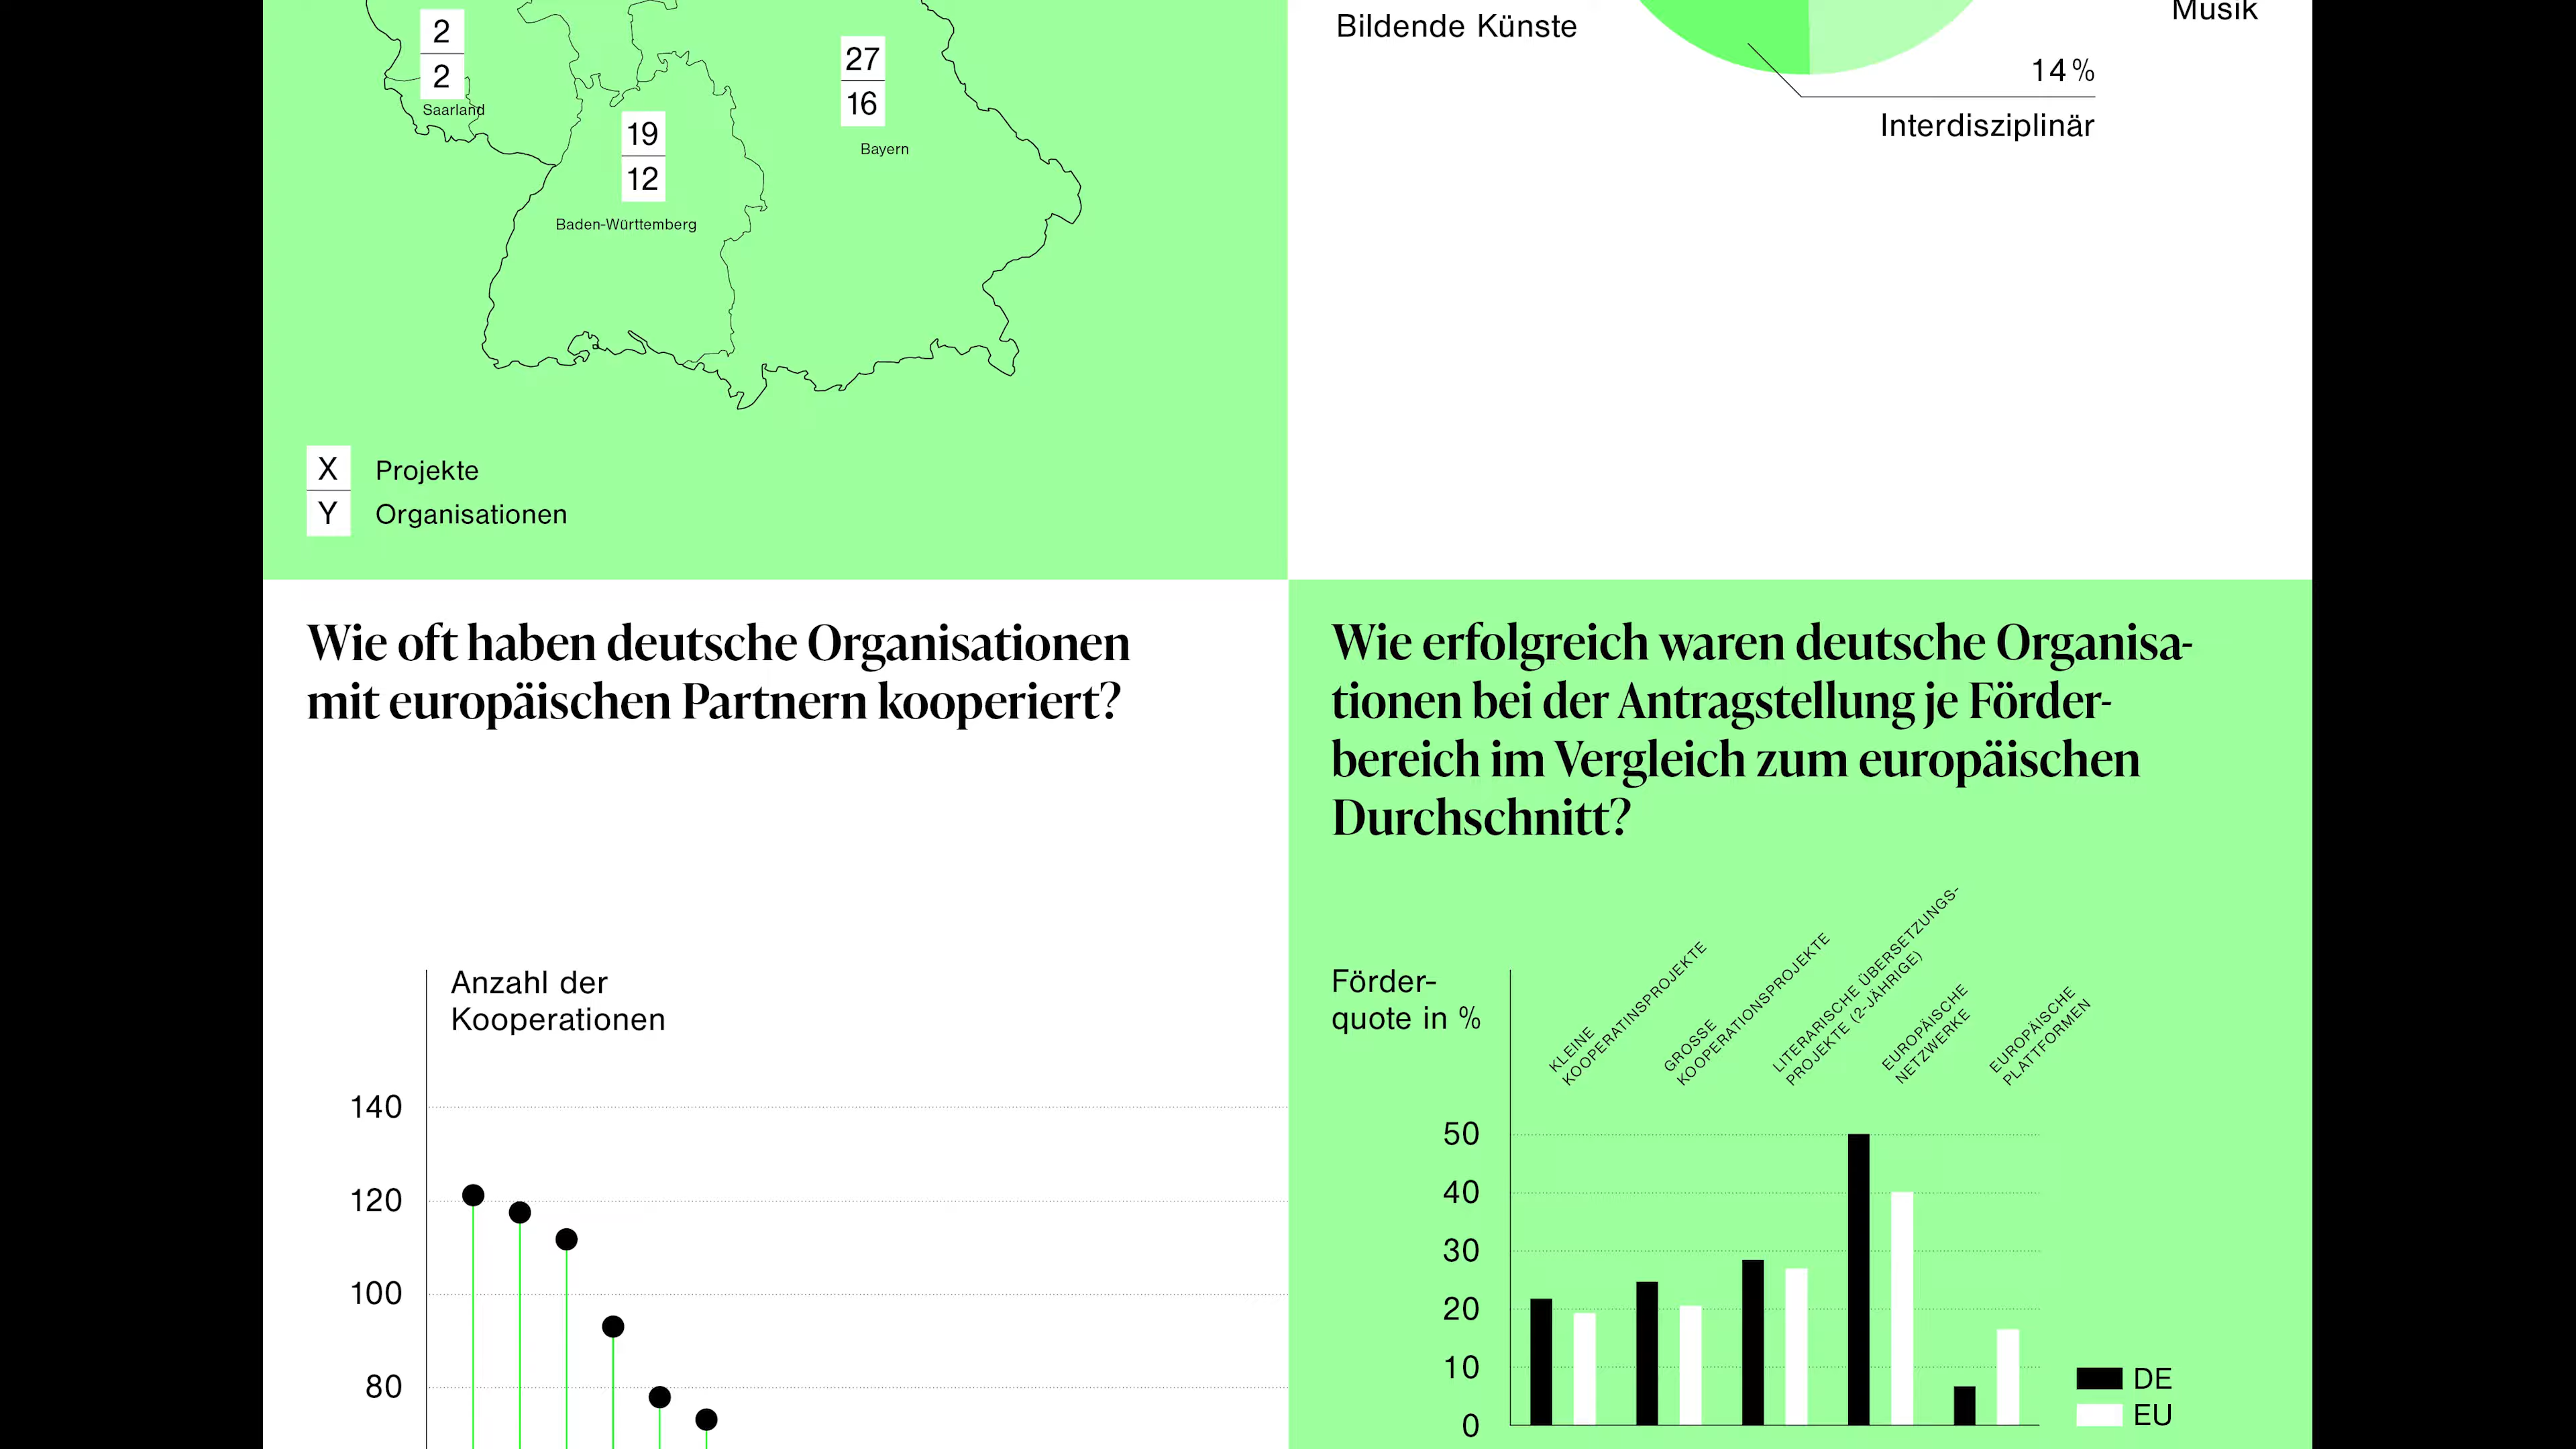 2
2
Saarland
19
12
Baden-Württemberg
27
16
Bayern
X Projekte
Y Organisationen
Bildende Künste
Musik
14 %
Interdisziplinär
Wie oft haben deutsche Organisationen
mit europäischen Partnern kooperiert?
Anzahl der
Kooperationen
140
120
100
80
Wie erfolgreich waren deutsche Organisa-
tionen bei der Antragstellung je Förder-
bereich im Vergleich zum europäischen
Durchschnitt?
Förder-
quote in %
KLEINE
KOOPERATINSPROJEKTE
GROSSE
KOOPERATIONSPROJEKTE
LITERARISCHE ÜBERSETZUNGS-
PROJEKTE (2-JÄHRIGE)
EUROPÄISCHE
NETZWERKE
EUROPÄISCHE
PLATTFORMEN
50
40
30
20
10
0
DE
EU